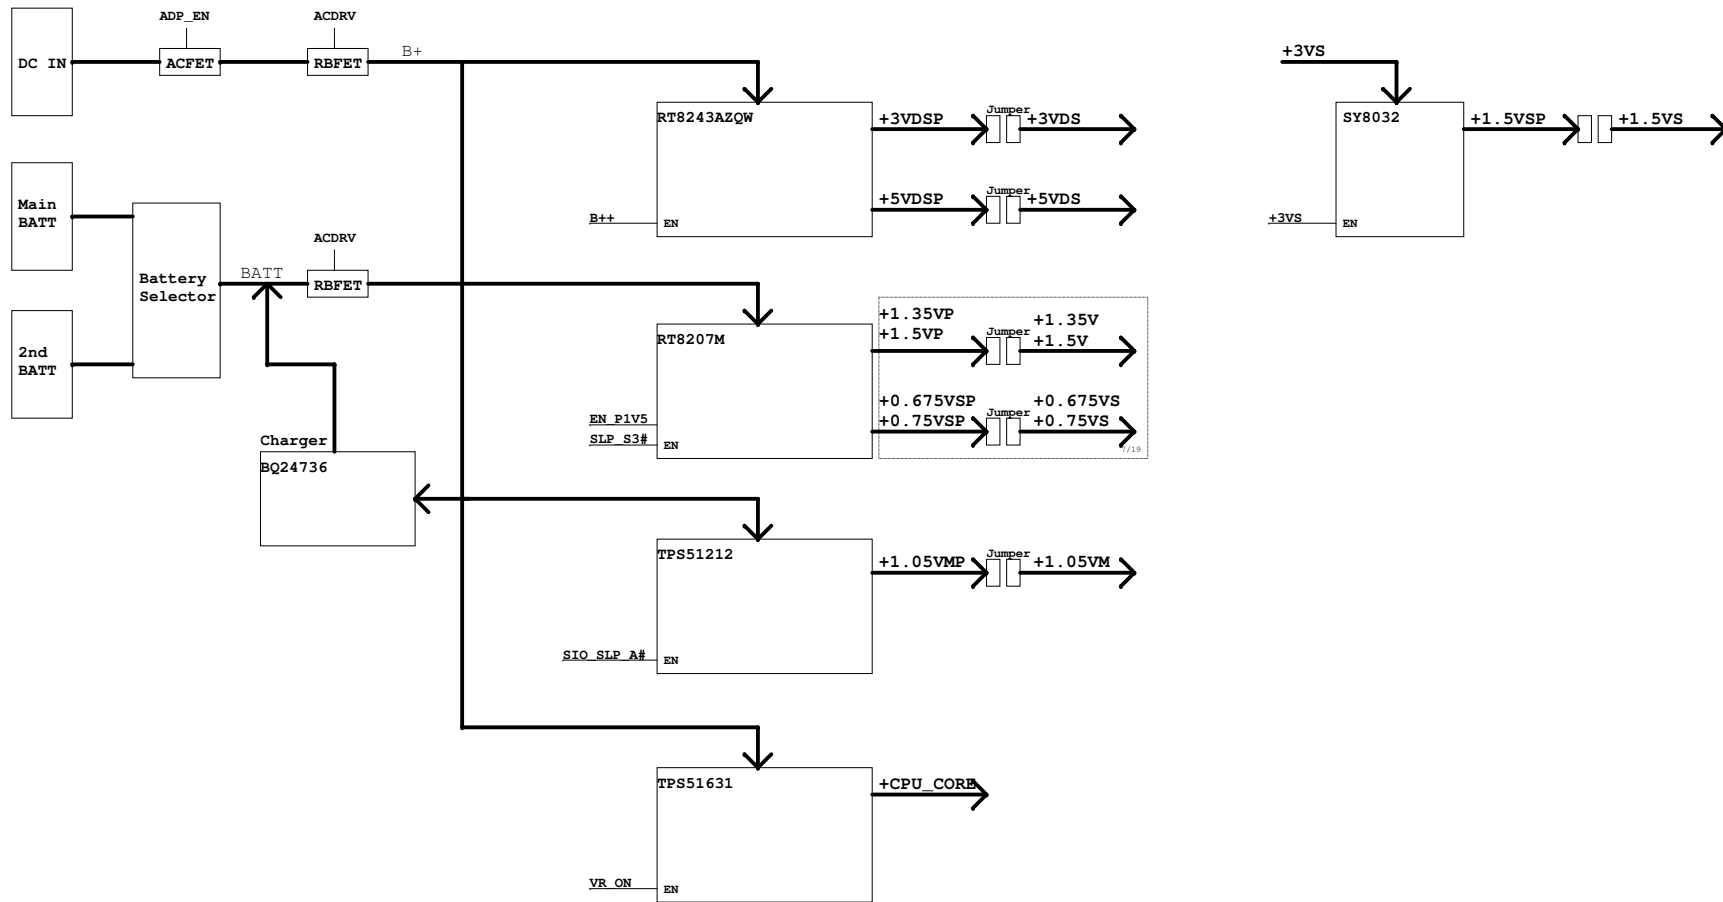 ADP_EN
ACDRV
B+
DC IN
ACFET
RBFET
+3VS
RT8243AZQW
+3VDSP
Jumper
+3VDS
SY8032
+1.5VSP
+1.5VS
+5VDSP
Jumper
+5VDS
B++
EN
+3VS
EN
Main
BATT
Battery
Selector
BATT
ACDRV
RBFET
2nd
BATT
RT8207M
+1.35VP
+1.5VP
Jumper
+1.35V
+1.5V
+0.675VSP
+0.75VSP
Jumper
+0.675VS
+0.75VS
7/19
EN_P1V5
SLP_S3#
EN
Charger
BQ24736
TPS51212
+1.05VMP
Jumper
+1.05VM
SIO_SLP_A#
EN
TPS51631
+CPU_CORE
VR_ON
EN